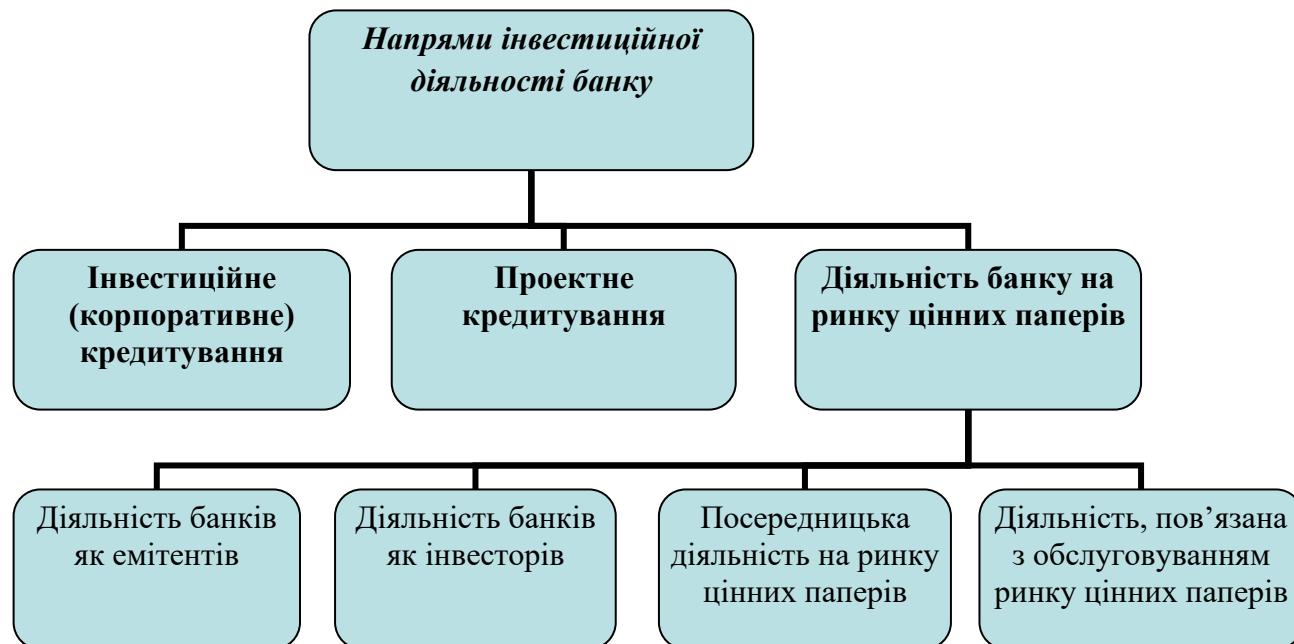 Напрями інвестиційної
діяльності банку
Інвестиційне
(корпоративне)
кредитування
Проектне
кредитування
Діяльність банку на
ринку цінних паперів
Діяльність банків
як емітентів
Діяльність банків
як інвесторів
Посередницька
діяльність на ринку
цінних паперів
Діяльність, пов’язана
з обслуговуванням
ринку цінних паперів